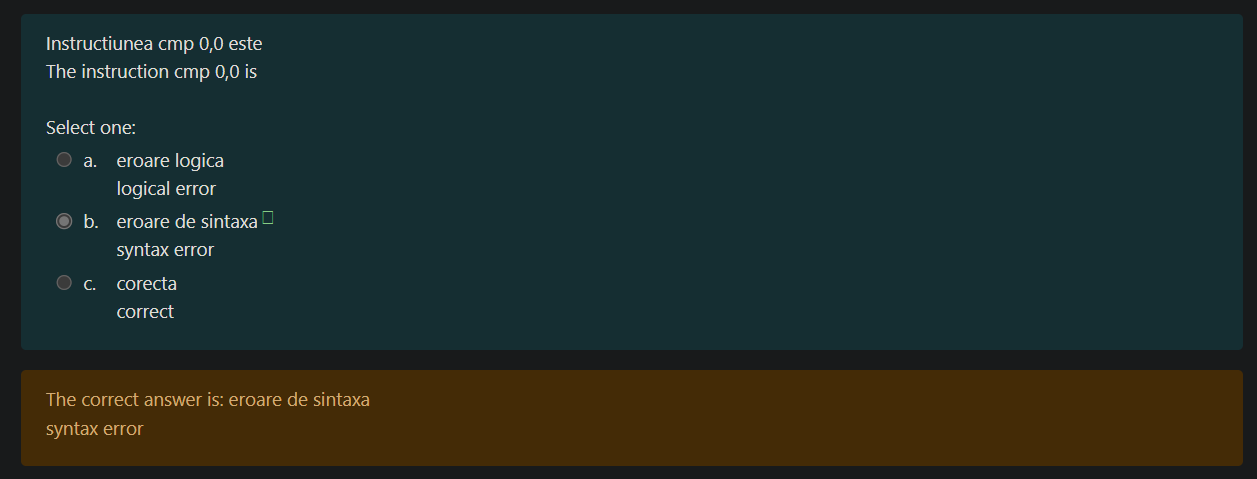 Instructiunea cmp 0,0 este
The instruction cmp 0,0 is
Select one:
a. eroare logica
logical error
b. eroare de sintaxa
syntax error
c. corecta
correct
The correct answer is: eroare de sintaxa
syntax error